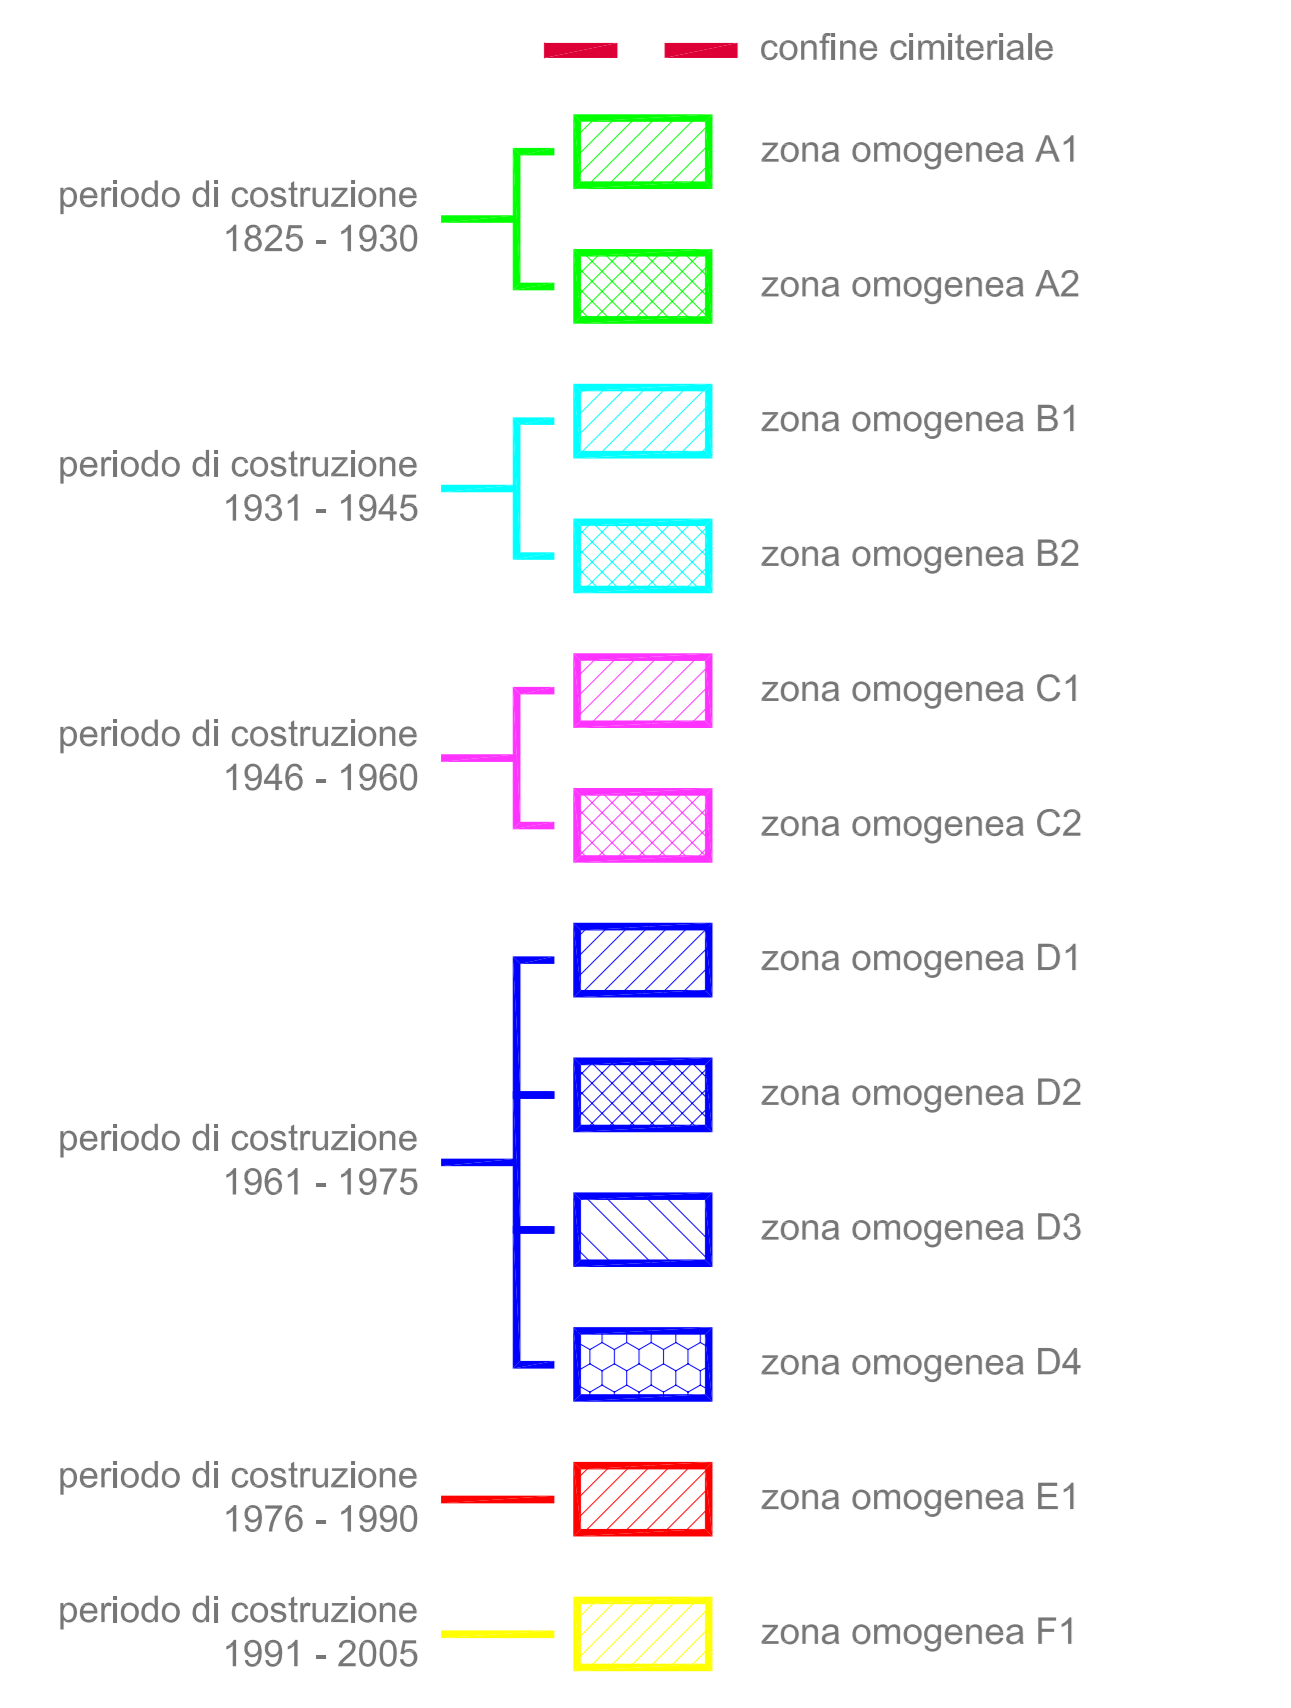 confine cimiteriale
zona omogenea A1
periodo di costruzione
1825 - 1930
zona omogenea A2
zona omogenea B1
periodo di costruzione
1931 - 1945
zona omogenea B2
zona omogenea C1
periodo di costruzione
1946 - 1960
zona omogenea C2
zona omogenea D1
zona omogenea D2
periodo di costruzione
1961 - 1975
zona omogenea D3
zona omogenea D4
periodo di costruzione
1976 - 1990
zona omogenea E1
periodo di costruzione
1991 - 2005
zona omogenea F1